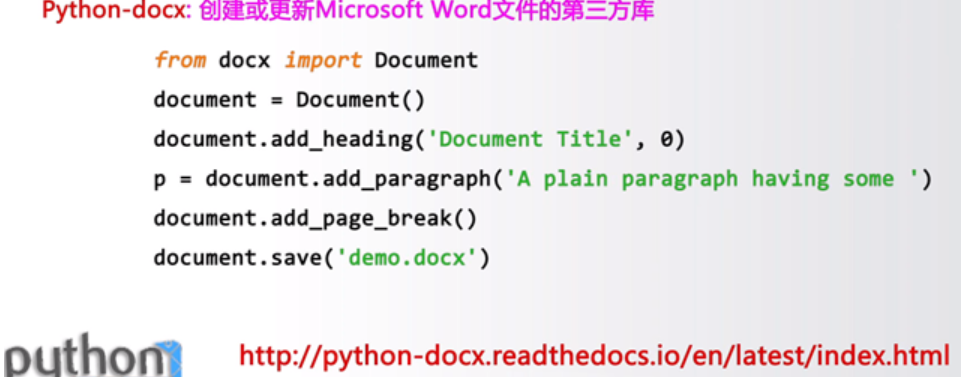 Python-docx: 创建或更新Microsoft Word文件的第三方库
from docx import Document
document = Document()
document.add_heading('Document Title', 0)
p = document.add_paragraph('A plain paragraph having some ')
document.add_page_break()
document.save('demo.docx')
python
http://python-docx.readthedocs.io/en/latest/index.html